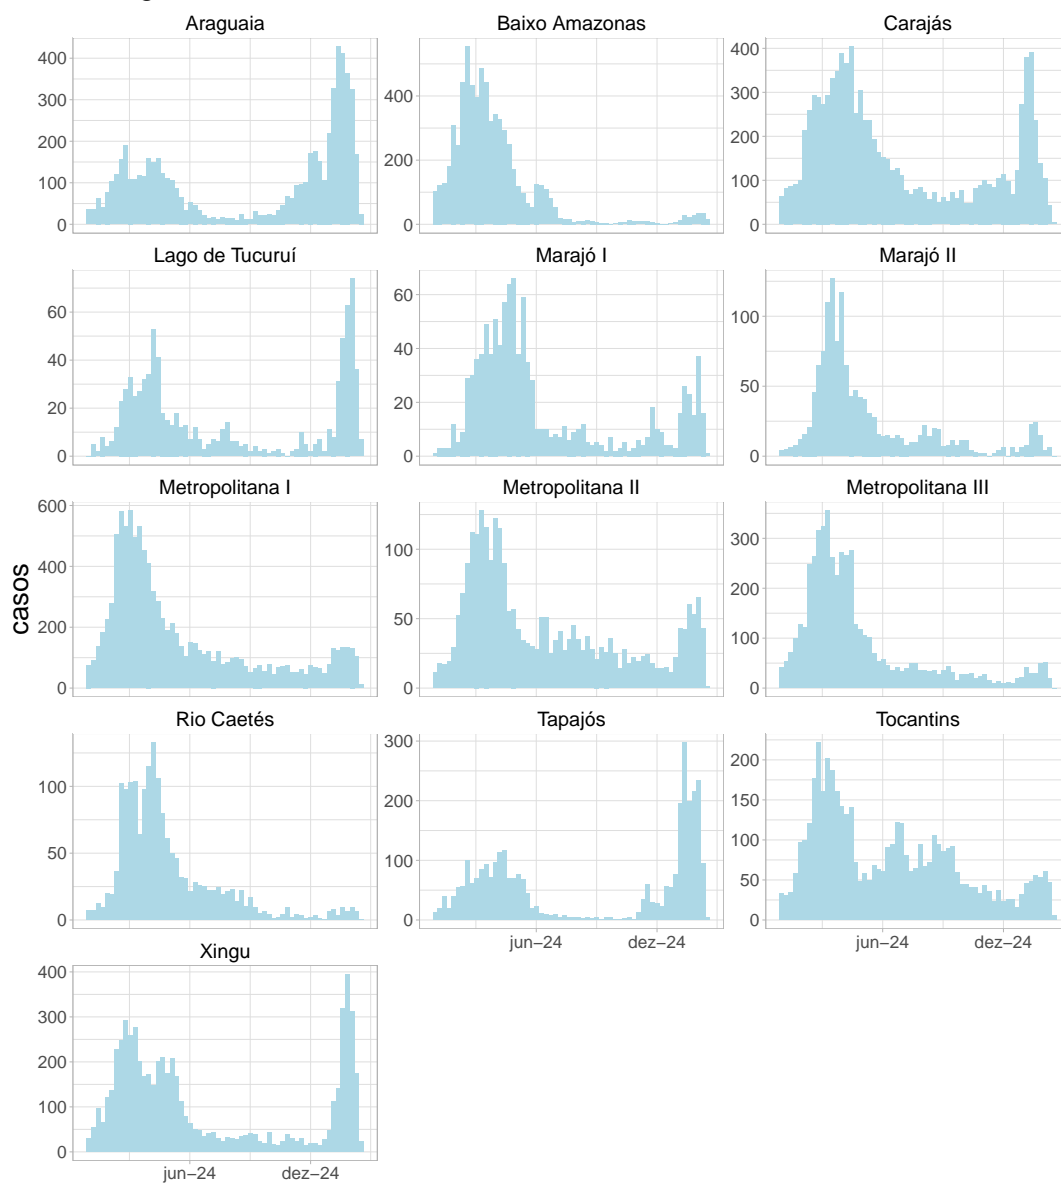 Araguaia
Baixo Amazonas
Carajás
400
300
200
100
0
400
200
0
400
300
200
100
0
Lago de Tucuruí
Marajó I
Marajó II
60
40
20
0
60
40
20
0
100
50
0
Metropolitana I
Metropolitana II
Metropolitana III
600
400
200
0
100
50
0
300
200
100
0
casos
Rio Caetés
Tapajós
Tocantins
100
50
0
300
200
100
0
200
150
100
50
0
jun−24
dez−24
jun−24
dez−24
Xingu
400
300
200
100
0
jun−24
dez−24